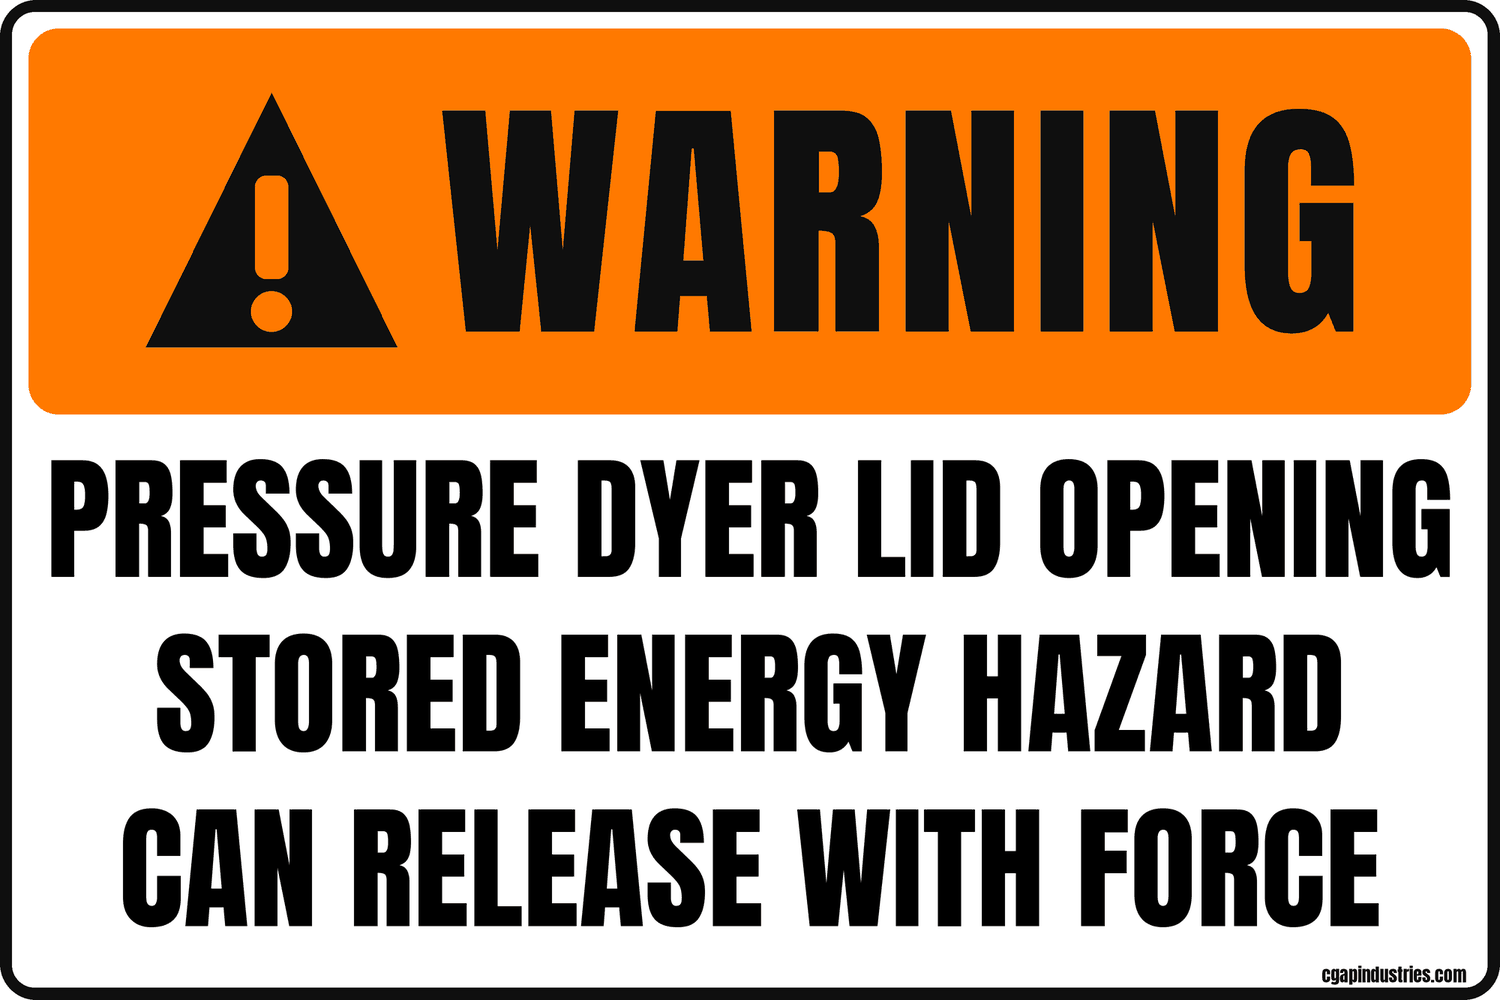 WARNING
PRESSURE DYER LID OPENING
STORED ENERGY HAZARD
CAN RELEASE WITH FORCE
cgapindustries.com